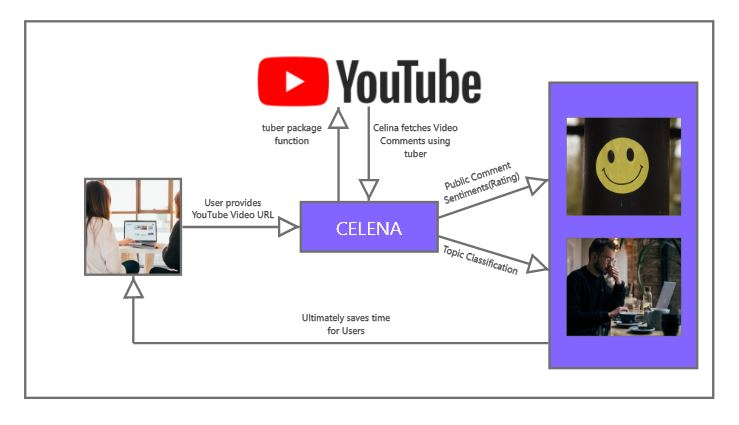 YouTube
tuber package
function
Celina fetches Video
Comments using
tuber
Public Comment
Sentiments(Rating)
User provides
YouTube Video URL
CELENA
Topic Classification
Ultimately saves time
for Users